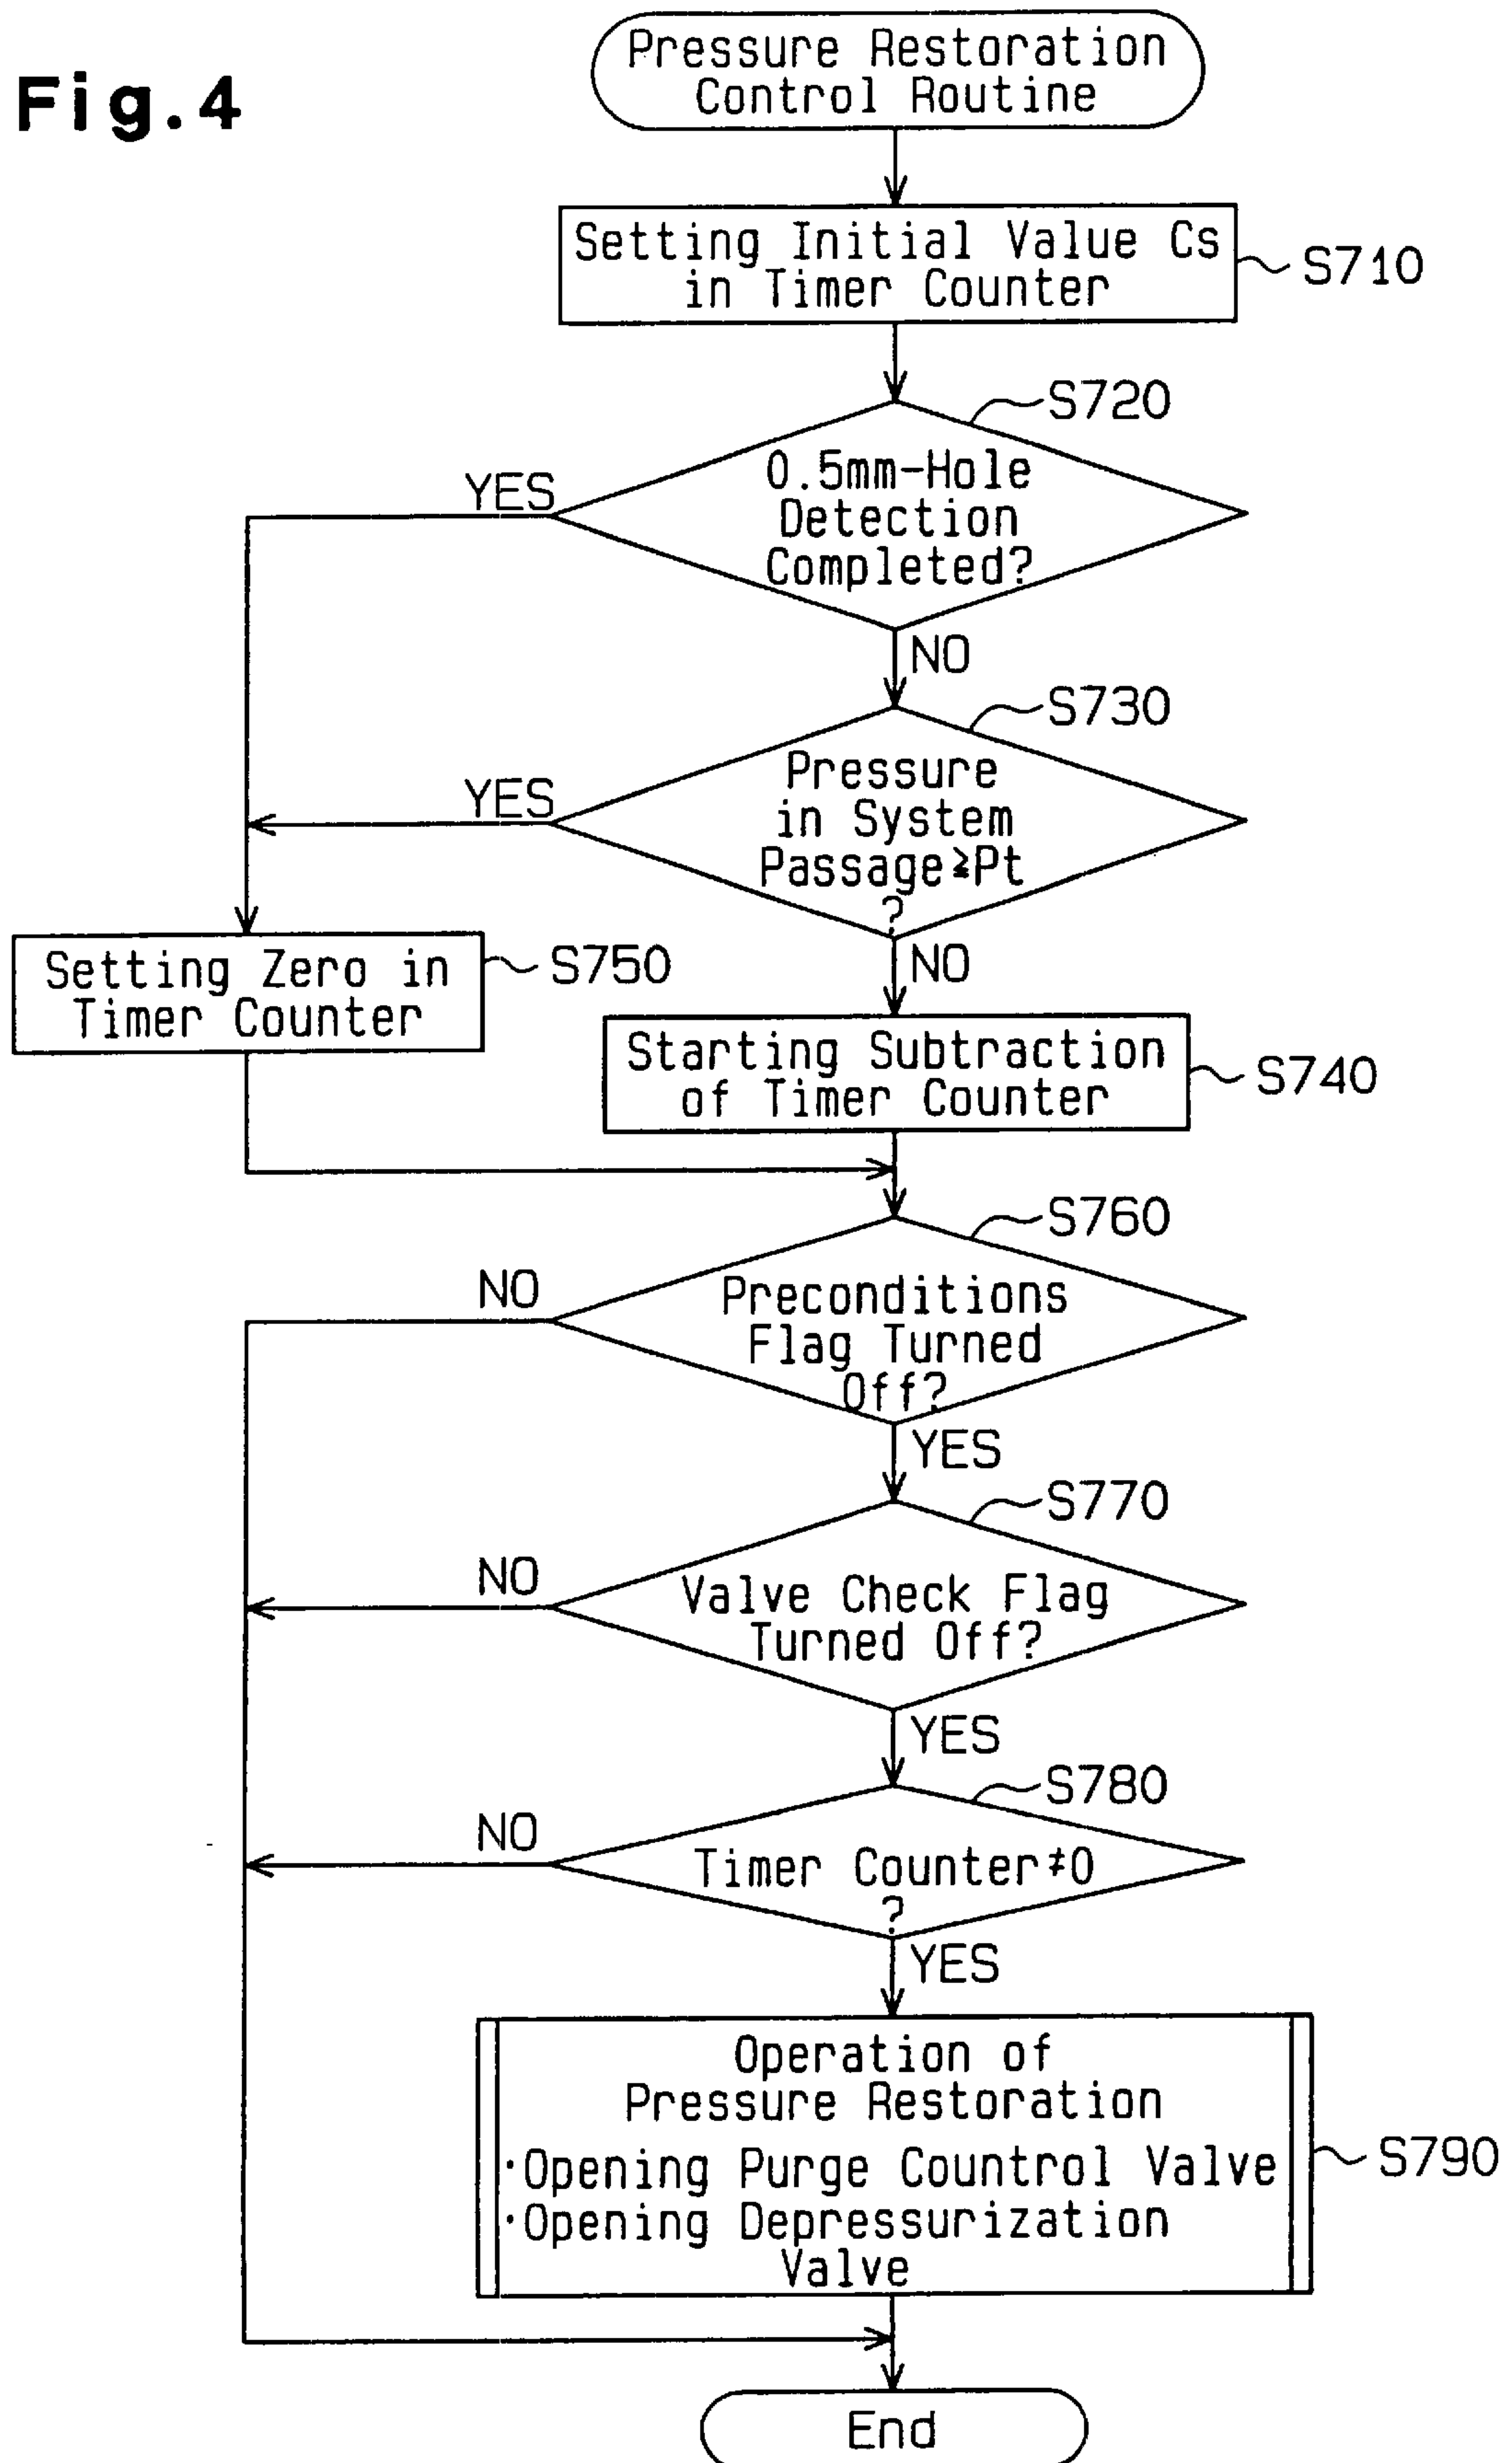 Fig.4
Pressure Restoration
Control Routine
Setting Initial Value Cs
in Timer Counter
S710
S720
0.5mm-Hole
Detection
Completed?
YES
NO
S730
Pressure
in System
Passage≧Pt
?
YES
NO
Setting Zero in
Timer Counter
S750
Starting Subtraction
of Timer Counter
S740
S760
Preconditions
Flag Turned
Off?
NO
YES
S770
Valve Check Flag
Turned Off?
NO
YES
S780
Timer Counter≠0
?
NO
YES
Operation of
Pressure Restoration
·Opening Purge Countrol Valve
·Opening Depressurization
Valve
S790
End